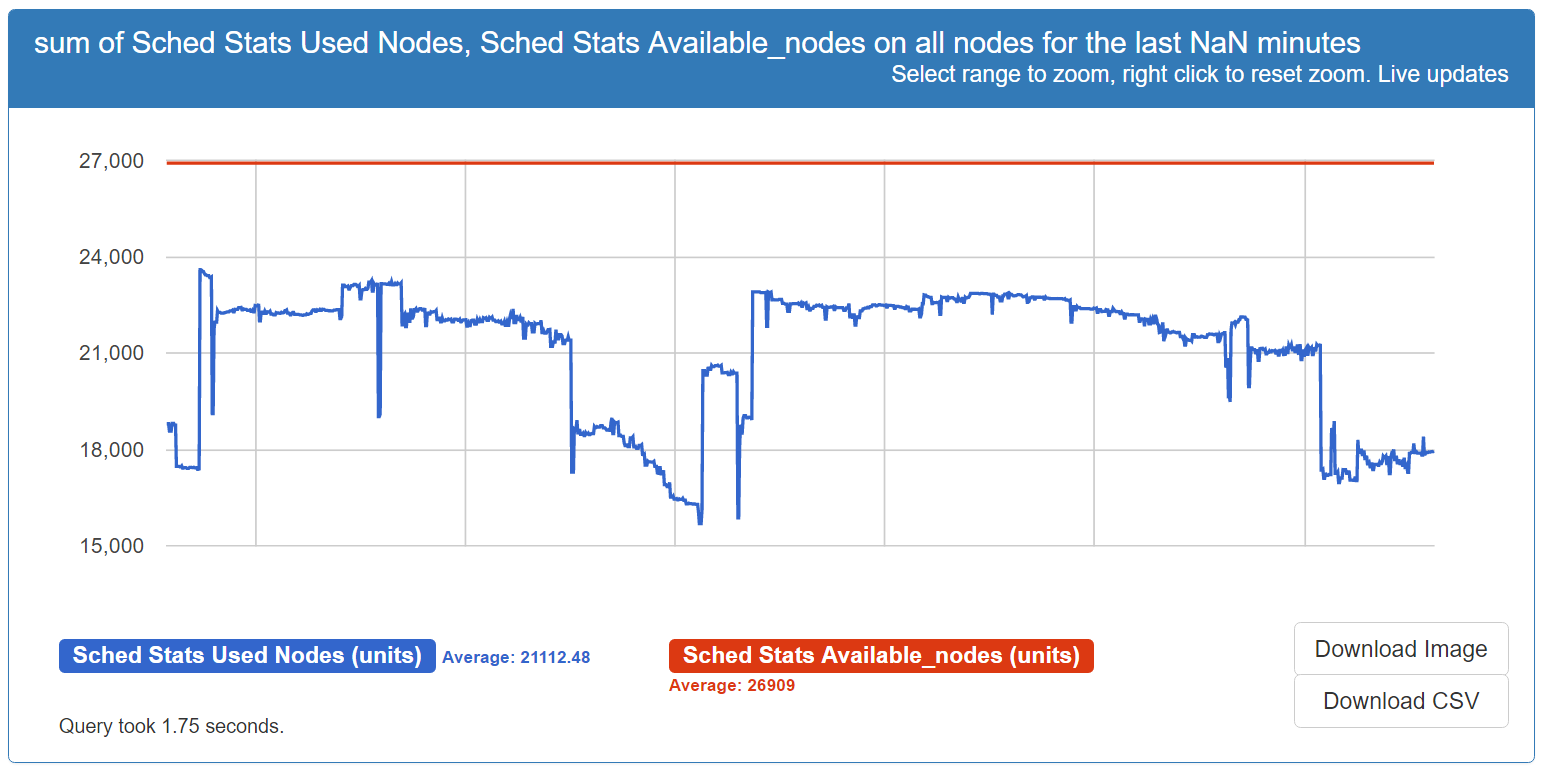 sum of Sched Stats Used Nodes, Sched Stats Available_nodes on all nodes for the last NaN minutes
Select range to zoom, right click to reset zoom. Live updates
27,000
24,000
21,000
18,000
15,000
Sched Stats Used Nodes (units) Average: 21112.48
Sched Stats Available_nodes (units)
Average: 26909
Download Image
Download CSV
Query took 1.75 seconds.